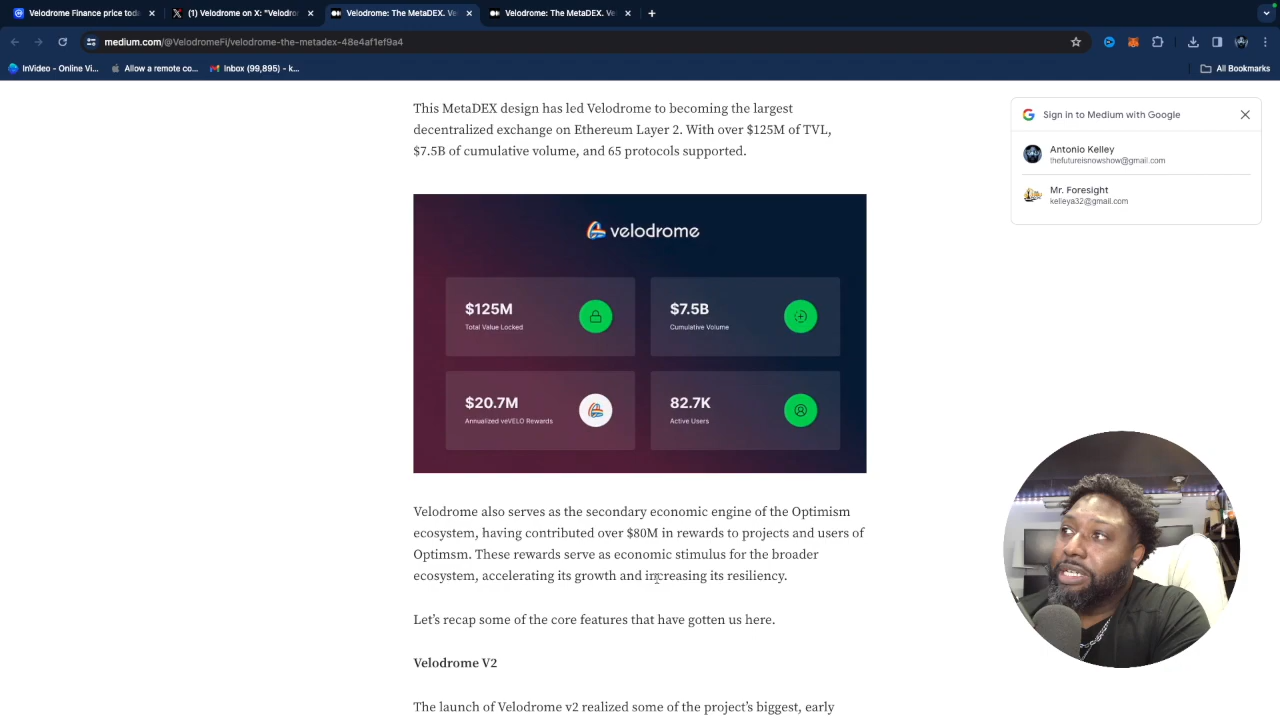 Velodrome Finance price toda
(1) Velodrome on X: "Velodror
Velodrome: The MetaDEX. Ve
Velodrome: The MetaDEX. Ve
medium.com/@VelodromeFi/velodrome-the-metadex-48e4af1ef9a4
InVideo - Online Vi...
Allow a remote co...
Inbox (99,895) - k...
All Bookmarks
This MetaDEX design has led Velodrome to becoming the largest
decentralized exchange on Ethereum Layer 2. With over $125M of TVL,
$7.5B of cumulative volume, and 65 protocols supported.
Sign in to Medium with Google
Antonio Kelley
thefutureisnowshow@gmail.com
Mr. Foresight
kelleya32@gmail.com
velodrome
$125M
Total Value Locked
$7.5B
Cumulative Volume
$20.7M
Annualized veVELO Rewards
82.7K
Active Users
Velodrome also serves as the secondary economic engine of the Optimism
ecosystem, having contributed over $80M in rewards to projects and users of
Optimsm. These rewards serve as economic stimulus for the broader
ecosystem, accelerating its growth and increasing its resiliency.
Let's recap some of the core features that have gotten us here.
Velodrome V2
The launch of Velodrome v2 realized some of the project's biggest, early